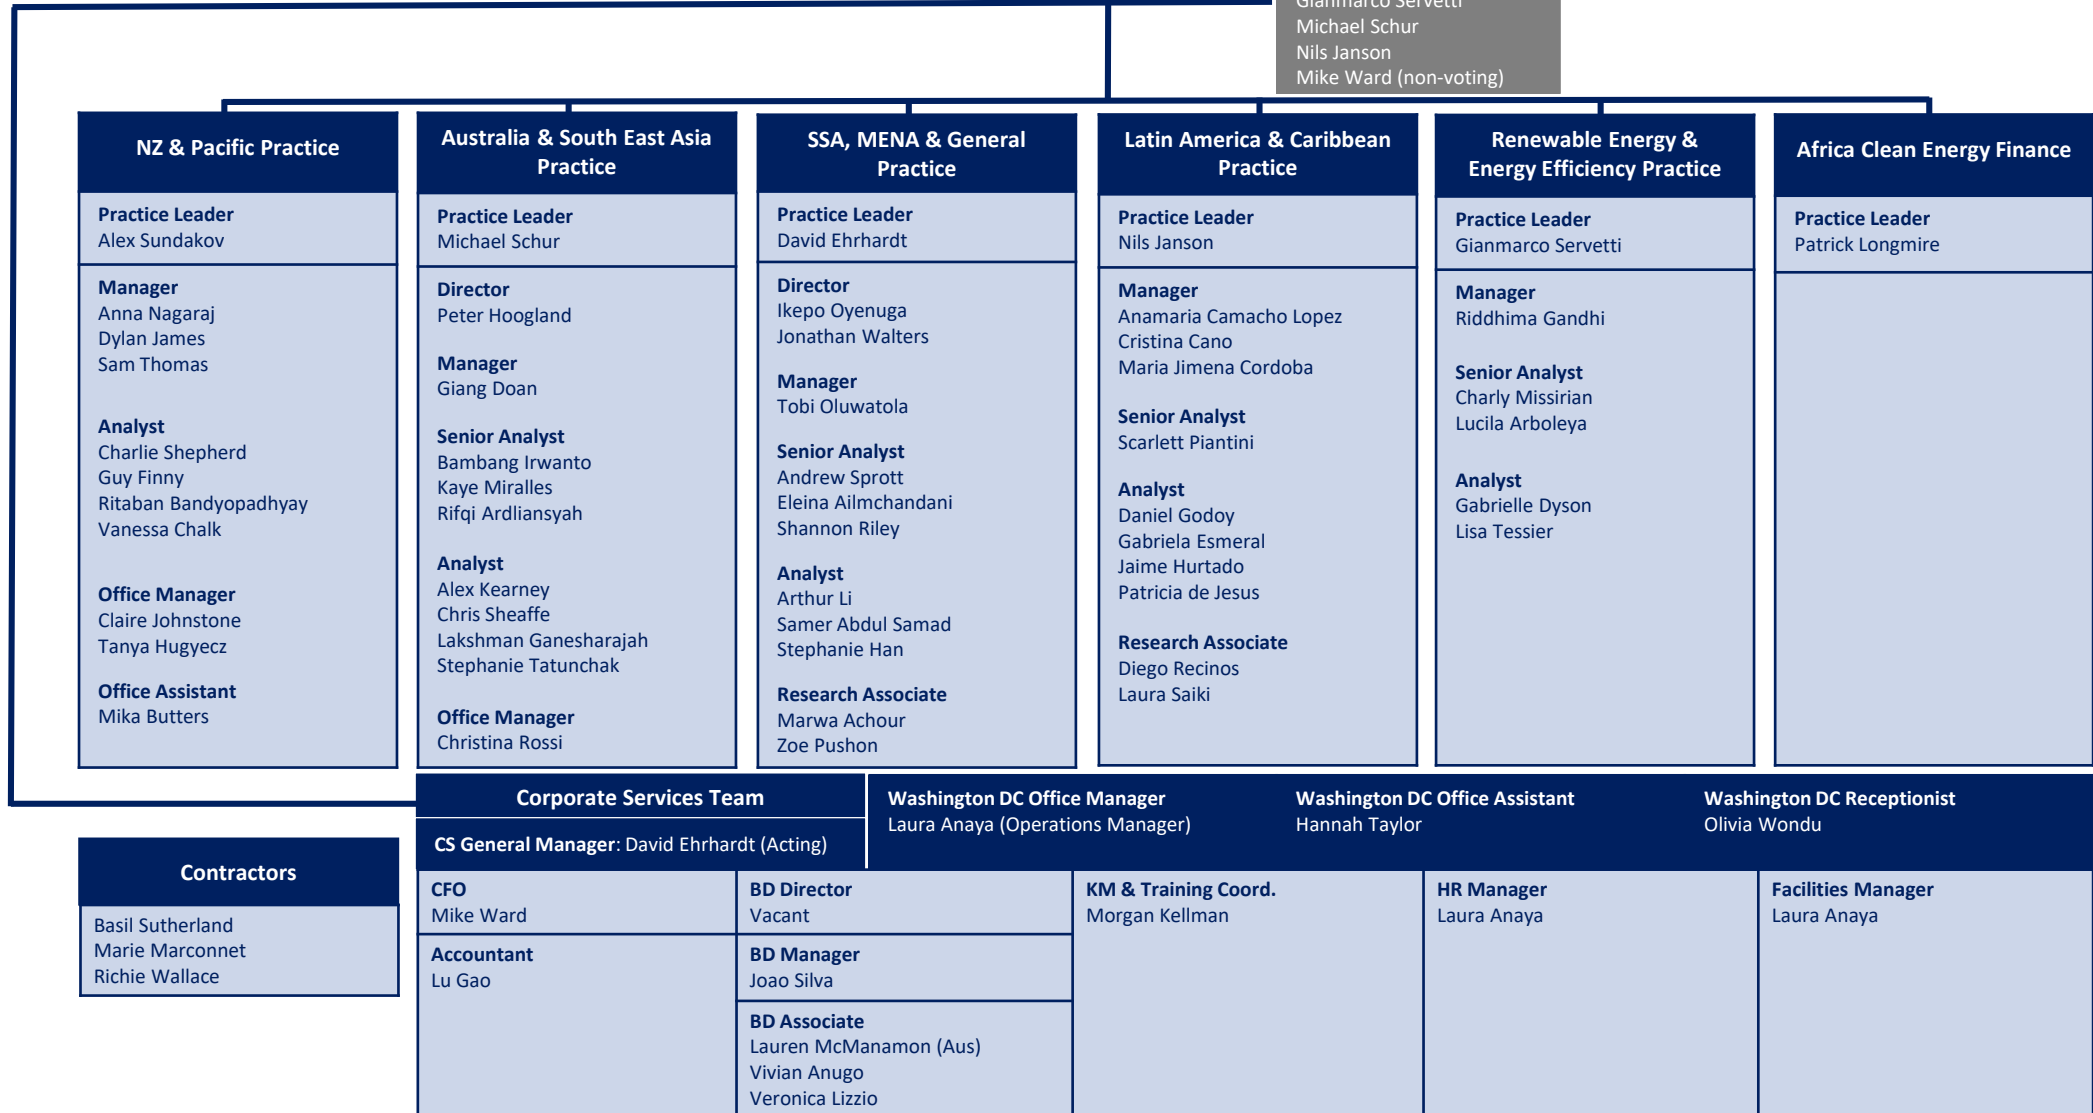 Gianmarco Servetti
Michael Schur
Nils Janson
Mike Ward (non-voting)
NZ & Pacific Practice
Practice Leader
Alex Sundakov
Manager
Anna Nagaraj
Dylan James
Sam Thomas
Analyst
Charlie Shepherd
Guy Finny
Ritaban Bandyopadhyay
Vanessa Chalk
Office Manager
Claire Johnstone
Tanya Hugyecz
Office Assistant
Mika Butters
Australia & South East Asia
Practice
Practice Leader
Michael Schur
Director
Peter Hoogland
Manager
Giang Doan
Senior Analyst
Bambang Irwanto
Kaye Miralles
Rifqi Ardliansyah
Analyst
Alex Kearney
Chris Sheaffe
Lakshman Ganesharajah
Stephanie Tatunchak
Office Manager
Christina Rossi
SSA, MENA & General
Practice
Practice Leader
David Ehrhardt
Director
Ikepo Oyenuga
Jonathan Walters
Manager
Tobi Oluwatola
Senior Analyst
Andrew Sprott
Eleina Ailmchandani
Shannon Riley
Analyst
Arthur Li
Samer Abdul Samad
Stephanie Han
Research Associate
Marwa Achour
Zoe Pushon
Latin America & Caribbean
Practice
Practice Leader
Nils Janson
Manager
Anamaria Camacho Lopez
Cristina Cano
Maria Jimena Cordoba
Senior Analyst
Scarlett Piantini
Analyst
Daniel Godoy
Gabriela Esmeral
Jaime Hurtado
Patricia de Jesus
Research Associate
Diego Recinos
Laura Saiki
Renewable Energy &
Energy Efficiency Practice
Practice Leader
Gianmarco Servetti
Manager
Riddhima Gandhi
Senior Analyst
Charly Missirian
Lucila Arboleya
Analyst
Gabrielle Dyson
Lisa Tessier
Africa Clean Energy Finance
Practice Leader
Patrick Longmire
Contractors
Basil Sutherland
Marie Marconnet
Richie Wallace
Corporate Services Team
CS General Manager: David Ehrhardt (Acting)
Washington DC Office Manager
Laura Anaya (Operations Manager)
Washington DC Office Assistant
Hannah Taylor
Washington DC Receptionist
Olivia Wondu
CFO
Mike Ward
Accountant
Lu Gao
BD Director
Vacant
BD Manager
Joao Silva
BD Associate
Lauren McManamon (Aus)
Vivian Anugo
Veronica Lizzio
KM & Training Coord.
Morgan Kellman
HR Manager
Laura Anaya
Facilities Manager
Laura Anaya